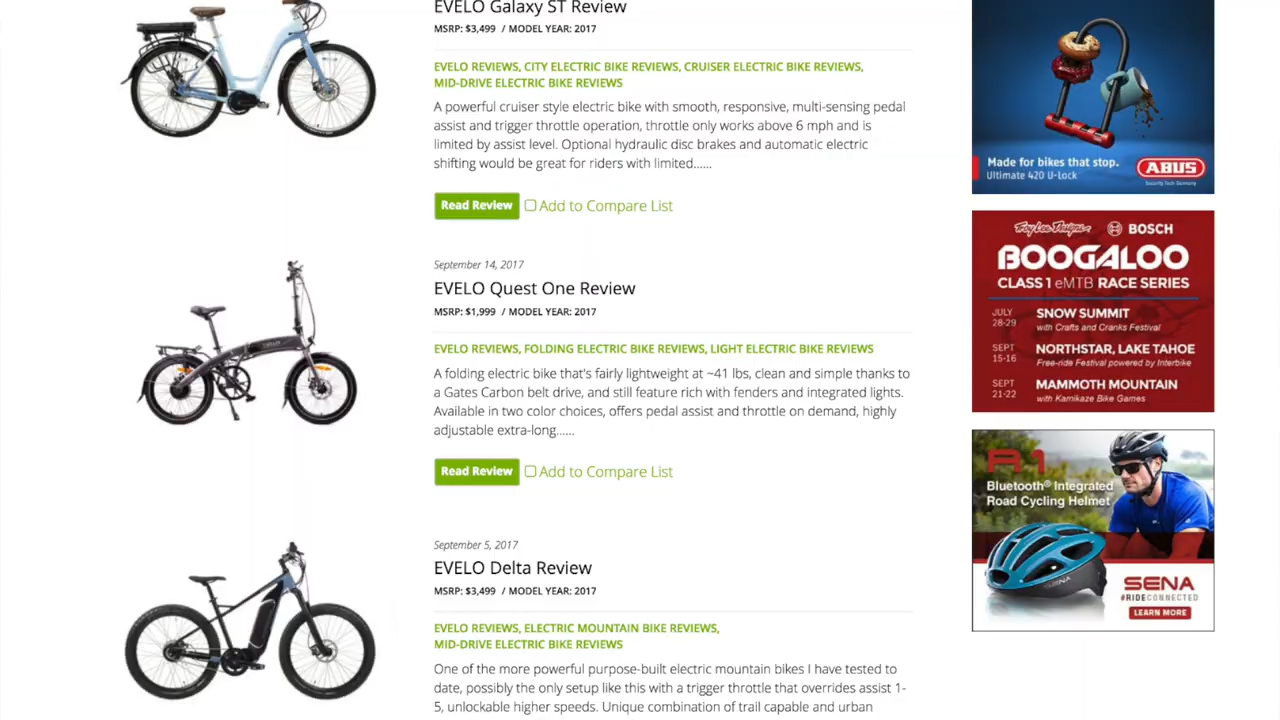 EVELO Galaxy ST Review
MSRP: $3,499 / MODEL YEAR: 2017
EVELO REVIEWS, CITY ELECTRIC BIKE REVIEWS, CRUISER ELECTRIC BIKE REVIEWS,
MID-DRIVE ELECTRIC BIKE REVIEWS
A powerful cruiser style electric bike with smooth, responsive, multi-sensing pedal
assist and trigger throttle operation, throttle only works above 6 mph and is
limited by assist level. Optional hydraulic disc brakes and automatic electric
shifting would be great for riders with limited......
Read Review Add to Compare List
September 14, 2017
EVELO Quest One Review
MSRP: $1,999 / MODEL YEAR: 2017
EVELO REVIEWS, FOLDING ELECTRIC BIKE REVIEWS, LIGHT ELECTRIC BIKE REVIEWS
A folding electric bike that's fairly lightweight at ~41 lbs, clean and simple thanks to
a Gates Carbon belt drive, and still feature rich with fenders and integrated lights.
Available in two color choices, offers pedal assist and throttle on demand, highly
adjustable extra-long......
Read Review Add to Compare List
September 5, 2017
EVELO Delta Review
MSRP: $3,499 / MODEL YEAR: 2017
EVELO REVIEWS, ELECTRIC MOUNTAIN BIKE REVIEWS,
MID-DRIVE ELECTRIC BIKE REVIEWS
One of the more powerful purpose-built electric mountain bikes I have tested to
date, possibly the only setup like this with a trigger throttle that overrides assist 1-
5, unlockable higher speeds. Unique combination of trail capable and urban
Made for bikes that stop.
Ultimate 420 U-Lock
ABUS
Security Tech Germany
Troy Lee Designs BOSCH
BOOGALOO
CLASS 1 eMTB RACE SERIES
JULY
28-29
SNOW SUMMIT
with Crafts and Cranks Festival
SEPT
15-16
NORTHSTAR, LAKE TAHOE
Free-ride Festival powered by Interbike
SEPT
21-22
MAMMOTH MOUNTAIN
with Kamikaze Bike Games
R1
Bluetooth® Integrated
Road Cycling Helmet
SENA
SENA
#RIDECONNECTED
LEARN MORE